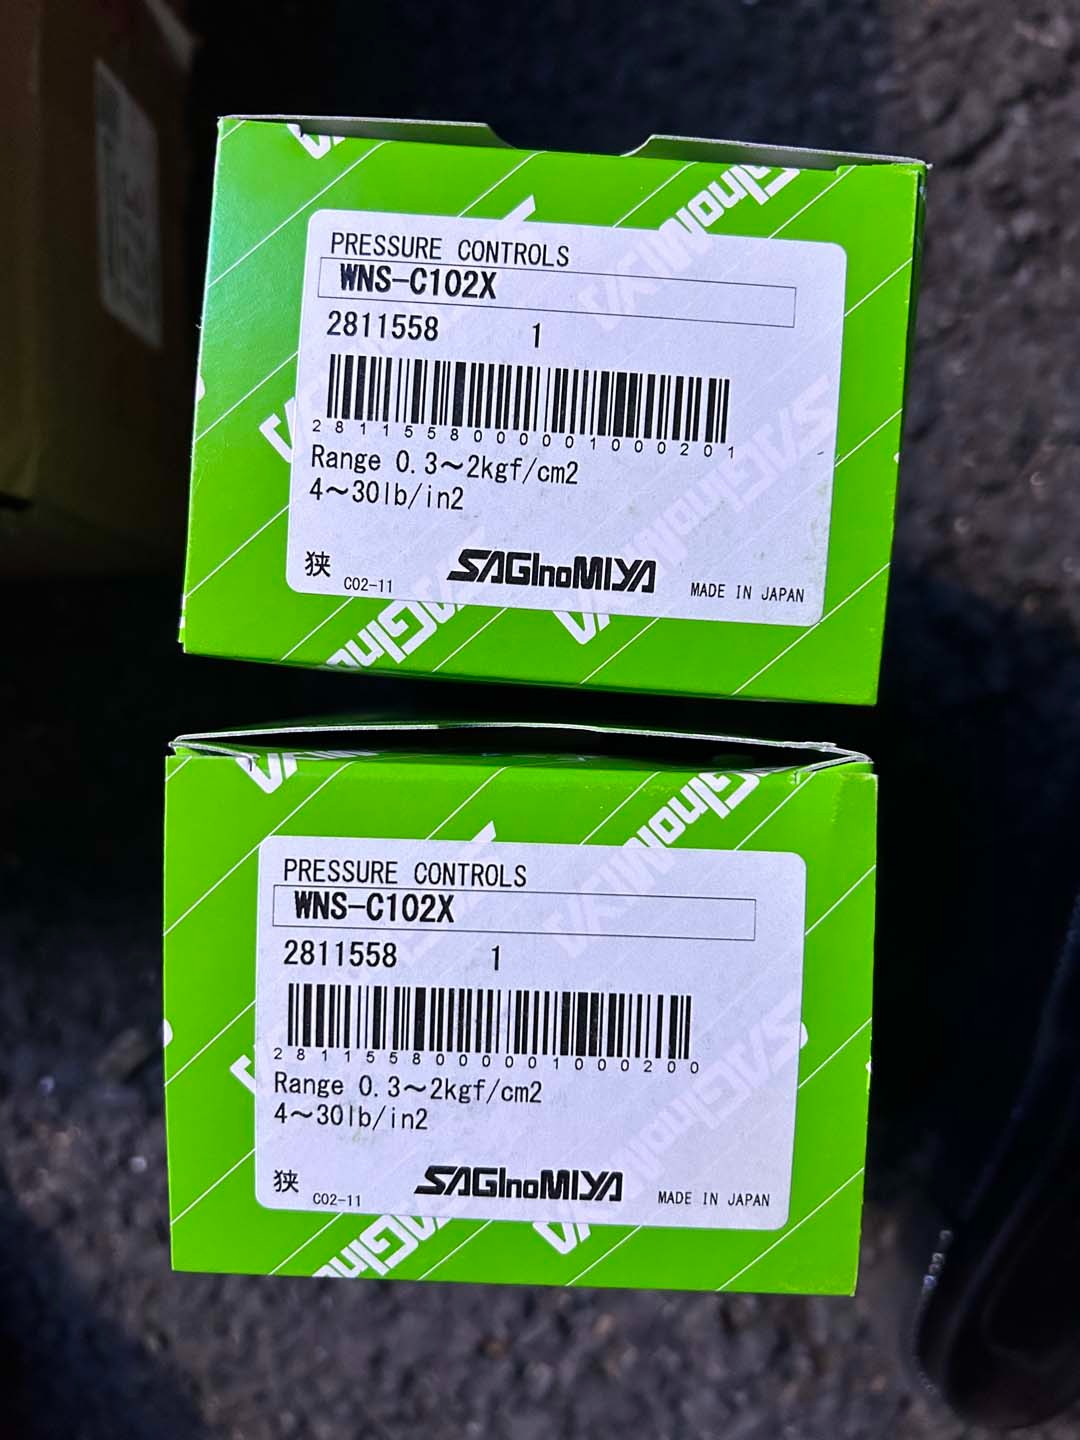 PRESSURE CONTROLS
WNS-C102X
2811558 1
2811558000001000201
Range 0.3~2kgf/cm2
4~30lb/in2
狭 C02-11 SAGInoMIYA MADE IN JAPAN
PRESSURE CONTROLS
WNS-C102X
2811558 1
2811558000001000200
Range 0.3~2kgf/cm2
4~30lb/in2
狭 C02-11 SAGInoMIYA MADE IN JAPAN